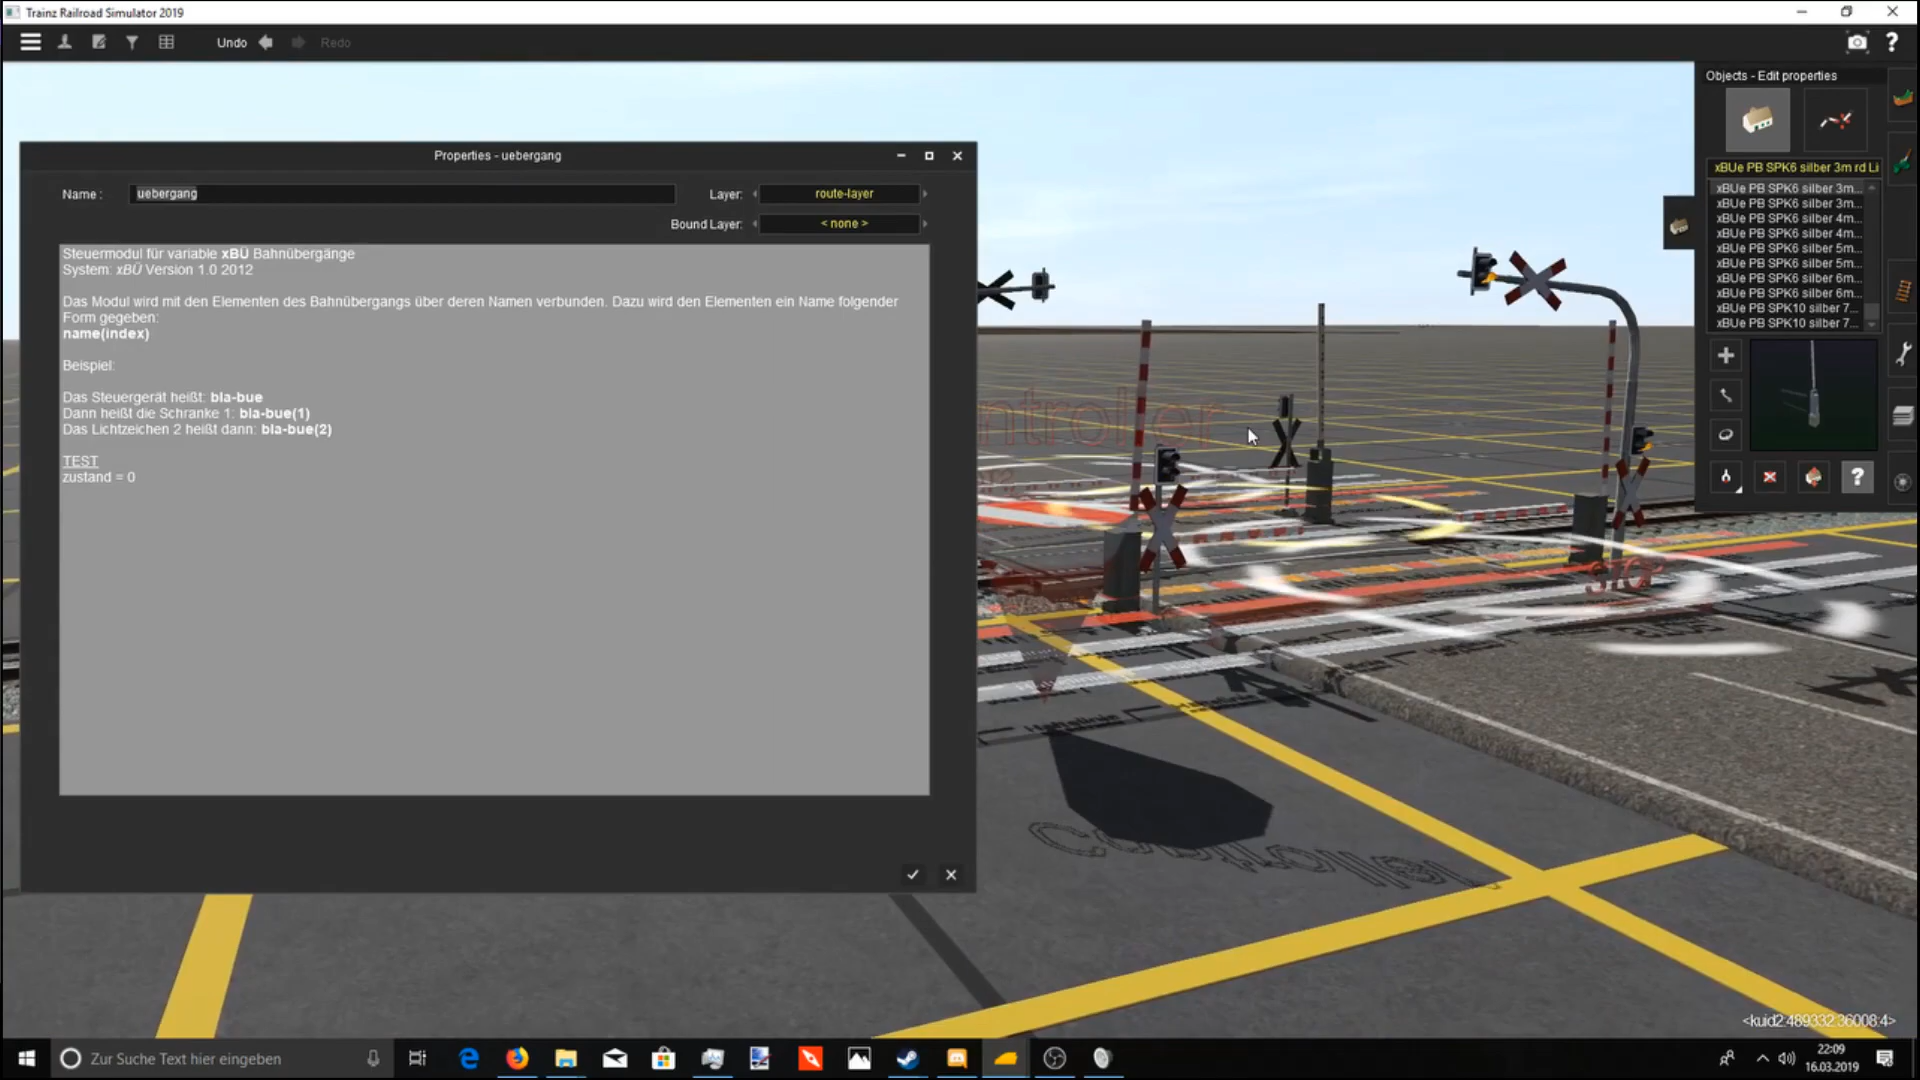 Trainz Railroad Simulator 2019
Undo
Redo
Objects - Edit properties
Properties - uebergang
Name :
uebergang
Layer:
route-layer
Bound Layer:
< none >
Steuermodul für variable xBÜ Bahnübergänge
System: xBÜ Version 1.0 2012
Das Modul wird mit den Elementen des Bahnübergangs über deren Namen verbunden. Dazu wird den Elementen ein Name folgender
Form gegeben:
name(index)
Beispiel:
Das Steuergerät heißt: bla-bue
Dann heißt die Schranke 1: bla-bue(1)
Das Lichtzeichen 2 heißt dann: bla-bue(2)
TEST
zustand = 0
xBUe PB SPK6 silber 3m rd Li
xBUe PB SPK6 silber 3m...
xBUe PB SPK6 silber 3m...
xBUe PB SPK6 silber 4m...
xBUe PB SPK6 silber 4m...
xBUe PB SPK6 silber 5m...
xBUe PB SPK6 silber 5m...
xBUe PB SPK6 silber 6m...
xBUe PB SPK6 silber 6m...
xBUe PB SPK10 silber 7...
xBUe PB SPK10 silber 7...
?
?
ntroller
Controller
<kuid2:489332:36008:4>
Zur Suche Text hier eingeben
22:09
16.03.2019